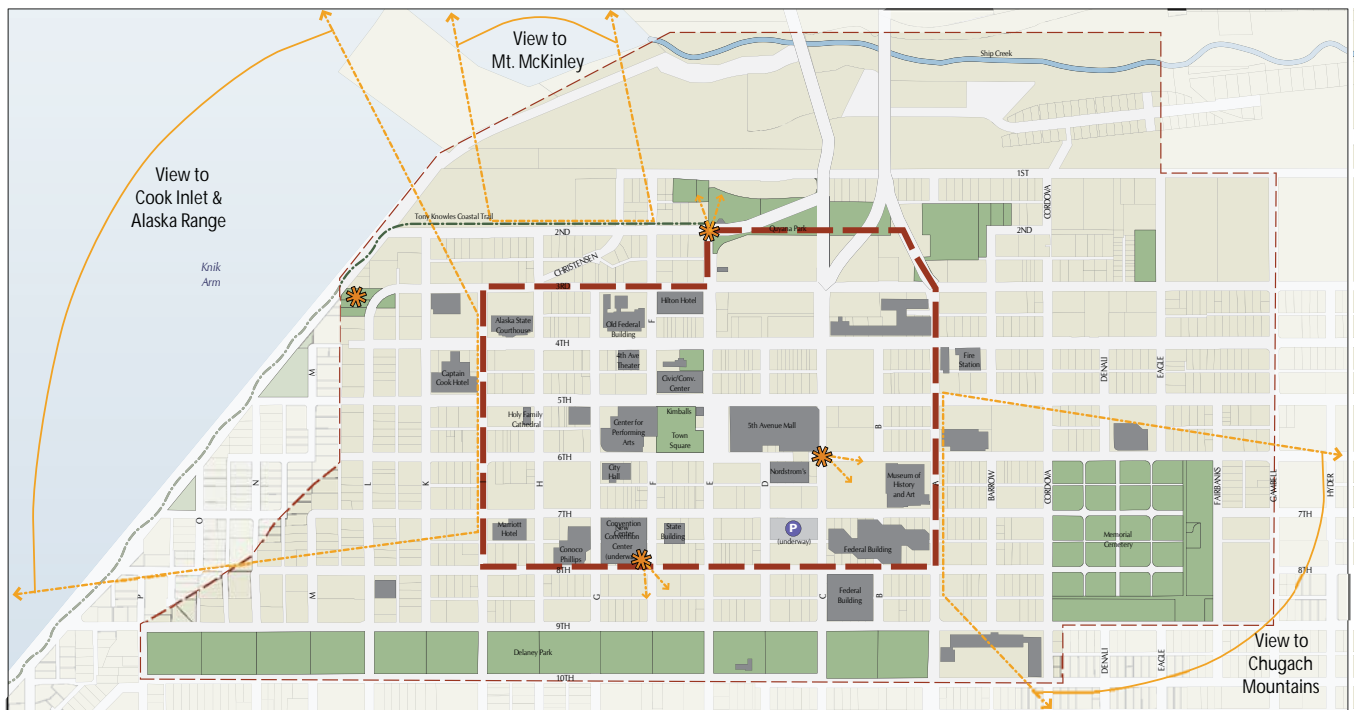 View to
Mt. McKinley
Ship Creek
View to
Cook Inlet &
Alaska Range
1ST
CORDOVA
Tony Knowles Coastal Trail
2ND
Quyana Park
2ND
CHRISTENSEN
Knik
Arm
3RD
Hilton Hotel
Alaska State
Courthouse
Old Federal
Building
F
4TH
Captain
Cook Hotel
4th Ave
Theater
Civic/Conv.
Center
Fire
Station
DENALI
EAGLE
M
5TH
Holy Family
Cathedral
Center for
Performing
Arts
Kimballs
Town
Square
5th Avenue Mall
B
6TH
City
Hall
Nordstrom's
Museum of
History
and Art
O
N
L
K
I
H
F
E
D
A
BARROW
CORDOVA
FAIRBANKS
GAMBELL
HYDER
7TH
7TH
Marriott
Hotel
Conoco
Phillips
New
Convention
Center
Convention
Center
(underway)
State
Building
P
(underway)
Federal Building
Memorial
Cemetery
8TH
8TH
P
M
G
C
B
Federal
Building
9TH
Delaney Park
10TH
DENALI
EAGLE
View to
Chugach
Mountains